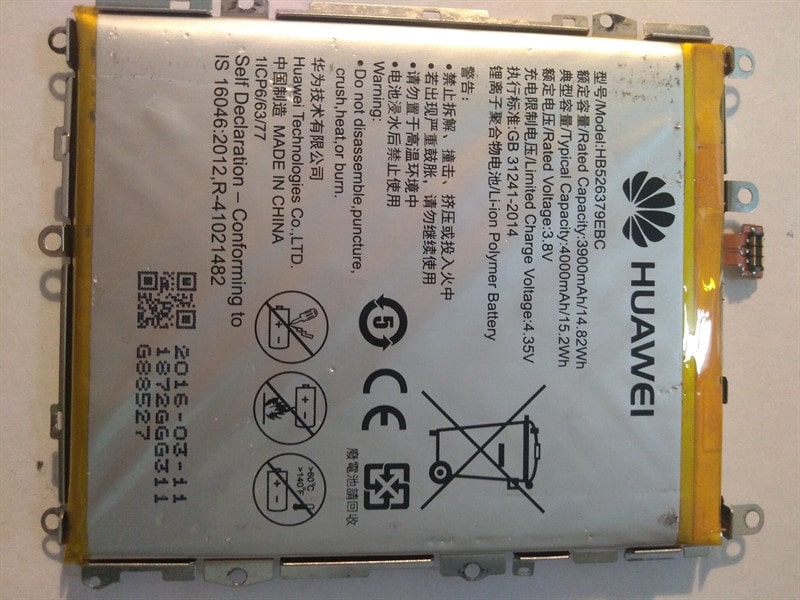 HUAWEI
型号/Model:HB526379EBC
额定容量/Rated Capacity:3900mAh/14.82Wh
典型容量/Typical Capacity:4000mAh/15.2Wh
额定电压/Rated Voltage:3.8V
充电限制电压/Limited Charge Voltage:4.35V
执行标准:GB 31241-2014
锂离子聚合物电池/Li-ion Polymer Battery
警告:
•禁止拆解、撞击、挤压或投入火中
•若出现严重鼓胀，请勿继续使用
•请勿置于高温环境中
•电池浸水后禁止使用
Warning:
•Do not disassemble,puncture,
crush,heat,or burn.
华为技术有限公司
Huawei Technologies Co.,LTD.
中国制造 MADE IN CHINA
1ICP6/63/77
Self Declaration – Conforming to
IS 16046:2012,R-41021482
5
CE
廢電池請回收
>60℃
>140°F
2016-03-11
1872GGG311
G88527